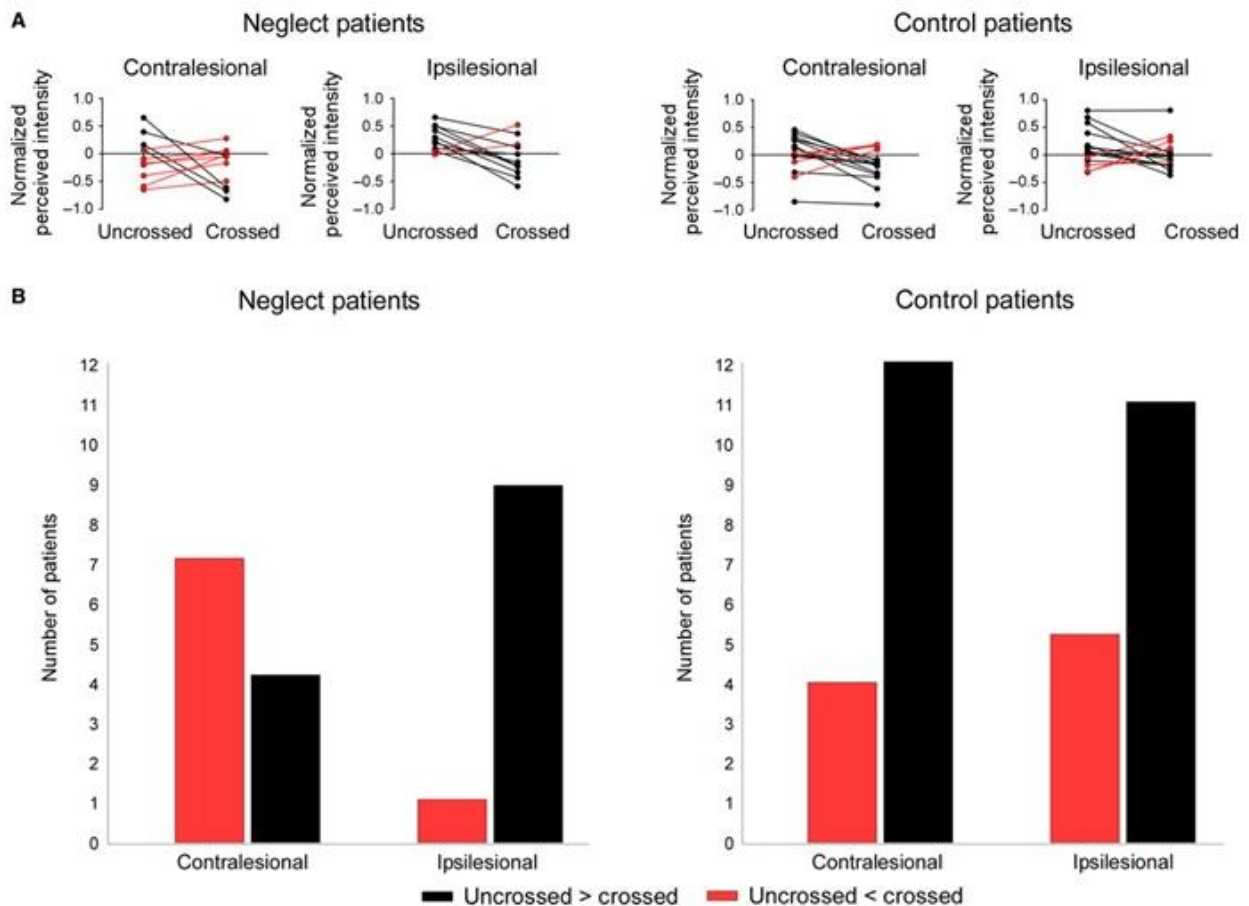 A
Neglect patients
Control patients
Contralesional
Ipsilesional
Contralesional
Ipsilesional
Normalized
perceived intensity
1.0
0.5
0
–0.5
–1.0
Uncrossed Crossed
Normalized
perceived intensity
1.0
0.5
0
–0.5
–1.0
Uncrossed Crossed
Normalized
perceived intensity
1.0
0.5
0
–0.5
–1.0
Uncrossed Crossed
Normalized
perceived intensity
1.0
0.5
0
–0.5
–1.0
Uncrossed Crossed
B
Neglect patients
Control patients
Number of patients
12
11
10
9
8
7
6
5
4
3
2
1
0
Contralesional
Ipsilesional
Number of patients
12
11
10
9
8
7
6
5
4
3
2
1
0
Contralesional
Ipsilesional
Uncrossed > crossed
Uncrossed < crossed